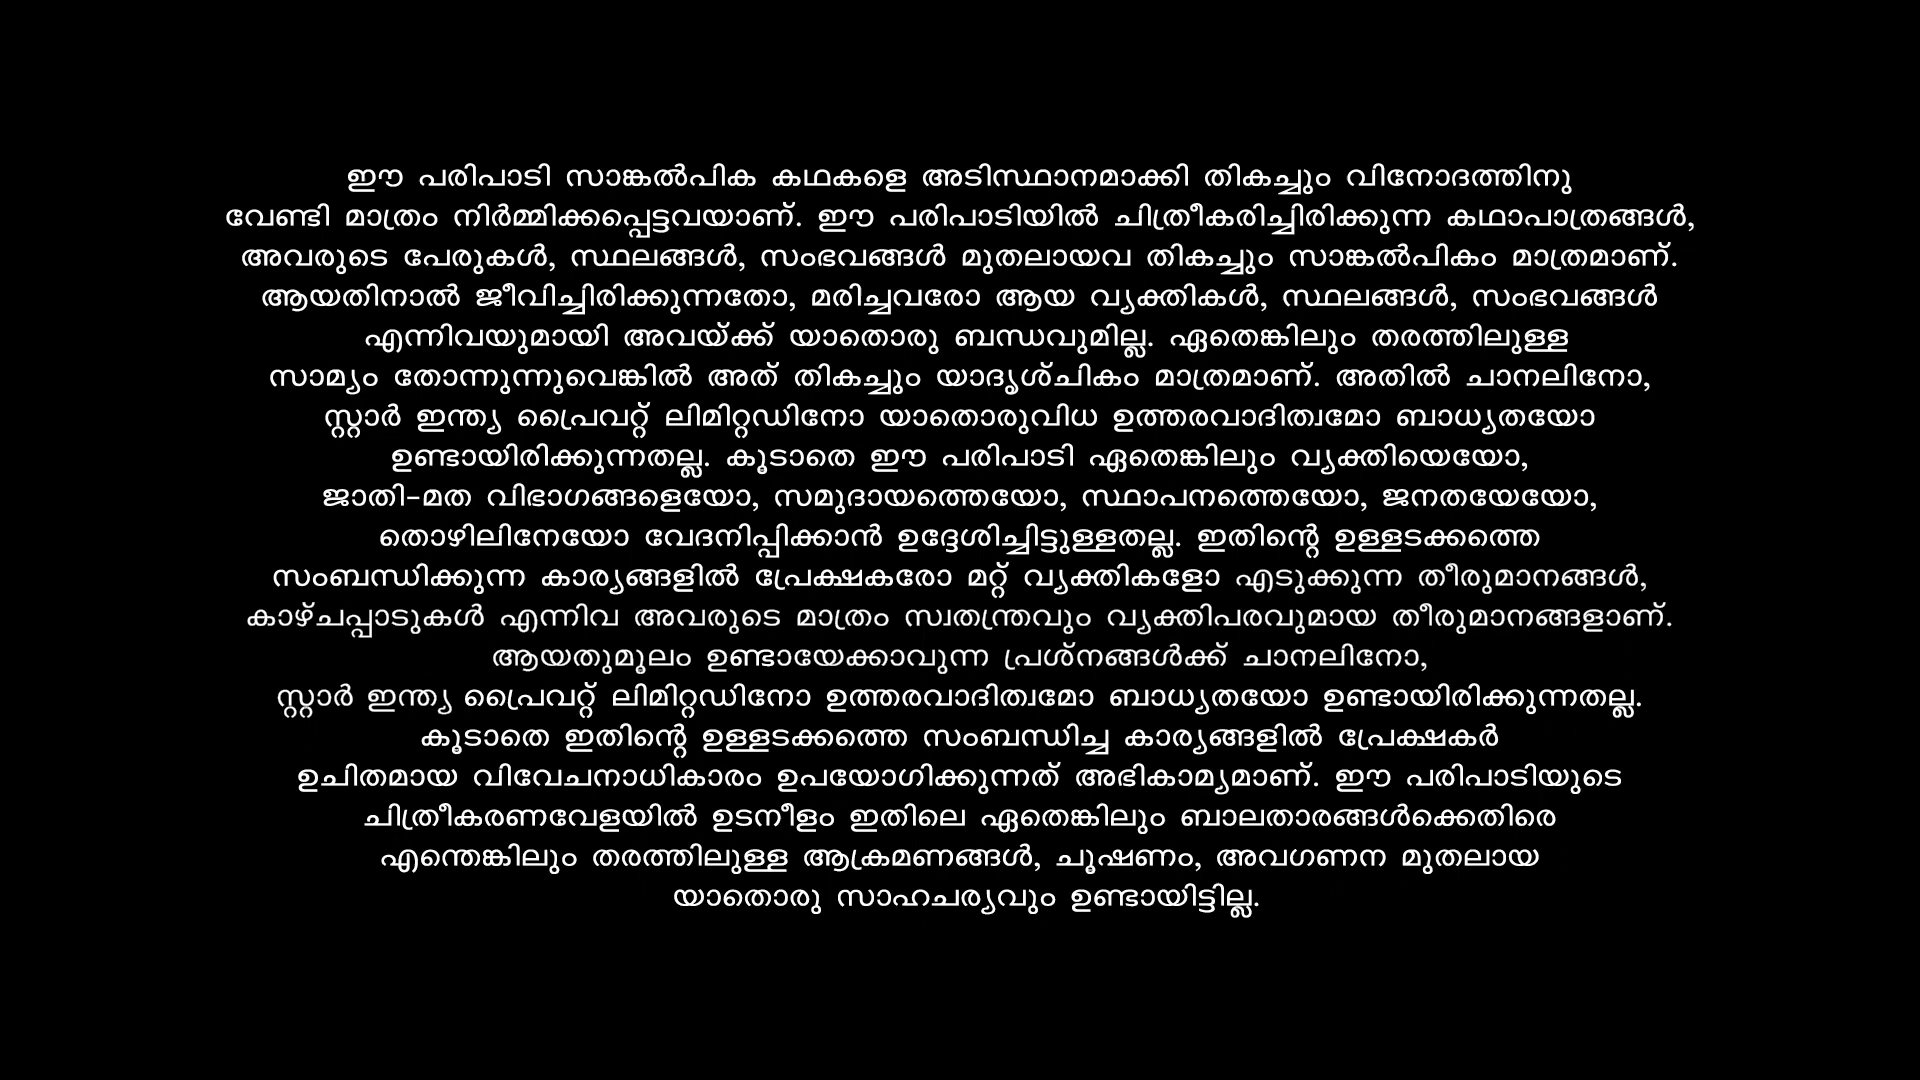 ഈ പരിപാടി സാങ്കൽപിക കഥകളെ അടിസ്ഥാനമാക്കി തികച്ചും വിനോദത്തിനു
വേണ്ടി മാത്രം നിർമ്മിക്കപ്പെട്ടവയാണ്. ഈ പരിപാടിയിൽ ചിത്രീകരിച്ചിരിക്കുന്ന കഥാപാത്രങ്ങൾ,
അവരുടെ പേരുകൾ, സ്ഥലങ്ങൾ, സംഭവങ്ങൾ മുതലായവ തികച്ചും സാങ്കൽപികം മാത്രമാണ്.
ആയതിനാൽ ജീവിച്ചിരിക്കുന്നതോ, മരിച്ചവരോ ആയ വ്യക്തികൾ, സ്ഥലങ്ങൾ, സംഭവങ്ങൾ
എന്നിവയുമായി അവയ്ക്ക് യാതൊരു ബന്ധവുമില്ല. ഏതെങ്കിലും തരത്തിലുള്ള
സാമ്യം തോന്നുന്നുവെങ്കിൽ അത് തികച്ചും യാദൃശ്ചികം മാത്രമാണ്. അതിൽ ചാനലിനോ,
സ്റ്റാർ ഇന്ത്യ പ്രൈവറ്റ് ലിമിറ്റഡിനോ യാതൊരുവിധ ഉത്തരവാദിത്വമോ ബാധ്യതയോ
ഉണ്ടായിരിക്കുന്നതല്ല. കൂടാതെ ഈ പരിപാടി ഏതെങ്കിലും വ്യക്തിയെയോ,
ജാതി-മത വിഭാഗങ്ങളെയോ, സമുദായത്തെയോ, സ്ഥാപനത്തെയോ, ജനതയേയോ,
തൊഴിലിനേയോ വേദനിപ്പിക്കാൻ ഉദ്ദേശിച്ചിട്ടുള്ളതല്ല. ഇതിന്റെ ഉള്ളടക്കത്തെ
സംബന്ധിക്കുന്ന കാര്യങ്ങളിൽ പ്രേക്ഷകരോ മറ്റ് വ്യക്തികളോ എടുക്കുന്ന തീരുമാനങ്ങൾ,
കാഴ്ചപ്പാടുകൾ എന്നിവ അവരുടെ മാത്രം സ്വതന്ത്രവും വ്യക്തിപരവുമായ തീരുമാനങ്ങളാണ്.
ആയതുമൂലം ഉണ്ടായേക്കാവുന്ന പ്രശ്നങ്ങൾക്ക് ചാനലിനോ,
സ്റ്റാർ ഇന്ത്യ പ്രൈവറ്റ് ലിമിറ്റഡിനോ ഉത്തരവാദിത്വമോ ബാധ്യതയോ ഉണ്ടായിരിക്കുന്നതല്ല.
കൂടാതെ ഇതിന്റെ ഉള്ളടക്കത്തെ സംബന്ധിച്ച കാര്യങ്ങളിൽ പ്രേക്ഷകർ
ഉചിതമായ വിവേചനാധികാരം ഉപയോഗിക്കുന്നത് അഭികാമ്യമാണ്. ഈ പരിപാടിയുടെ
ചിത്രീകരണവേളയിൽ ഉടനീളം ഇതിലെ ഏതെങ്കിലും ബാലതാരങ്ങൾക്കെതിരെ
എന്തെങ്കിലും തരത്തിലുള്ള ആക്രമണങ്ങൾ, ചൂഷണം, അവഗണന മുതലായ
യാതൊരു സാഹചര്യവും ഉണ്ടായിട്ടില്ല.